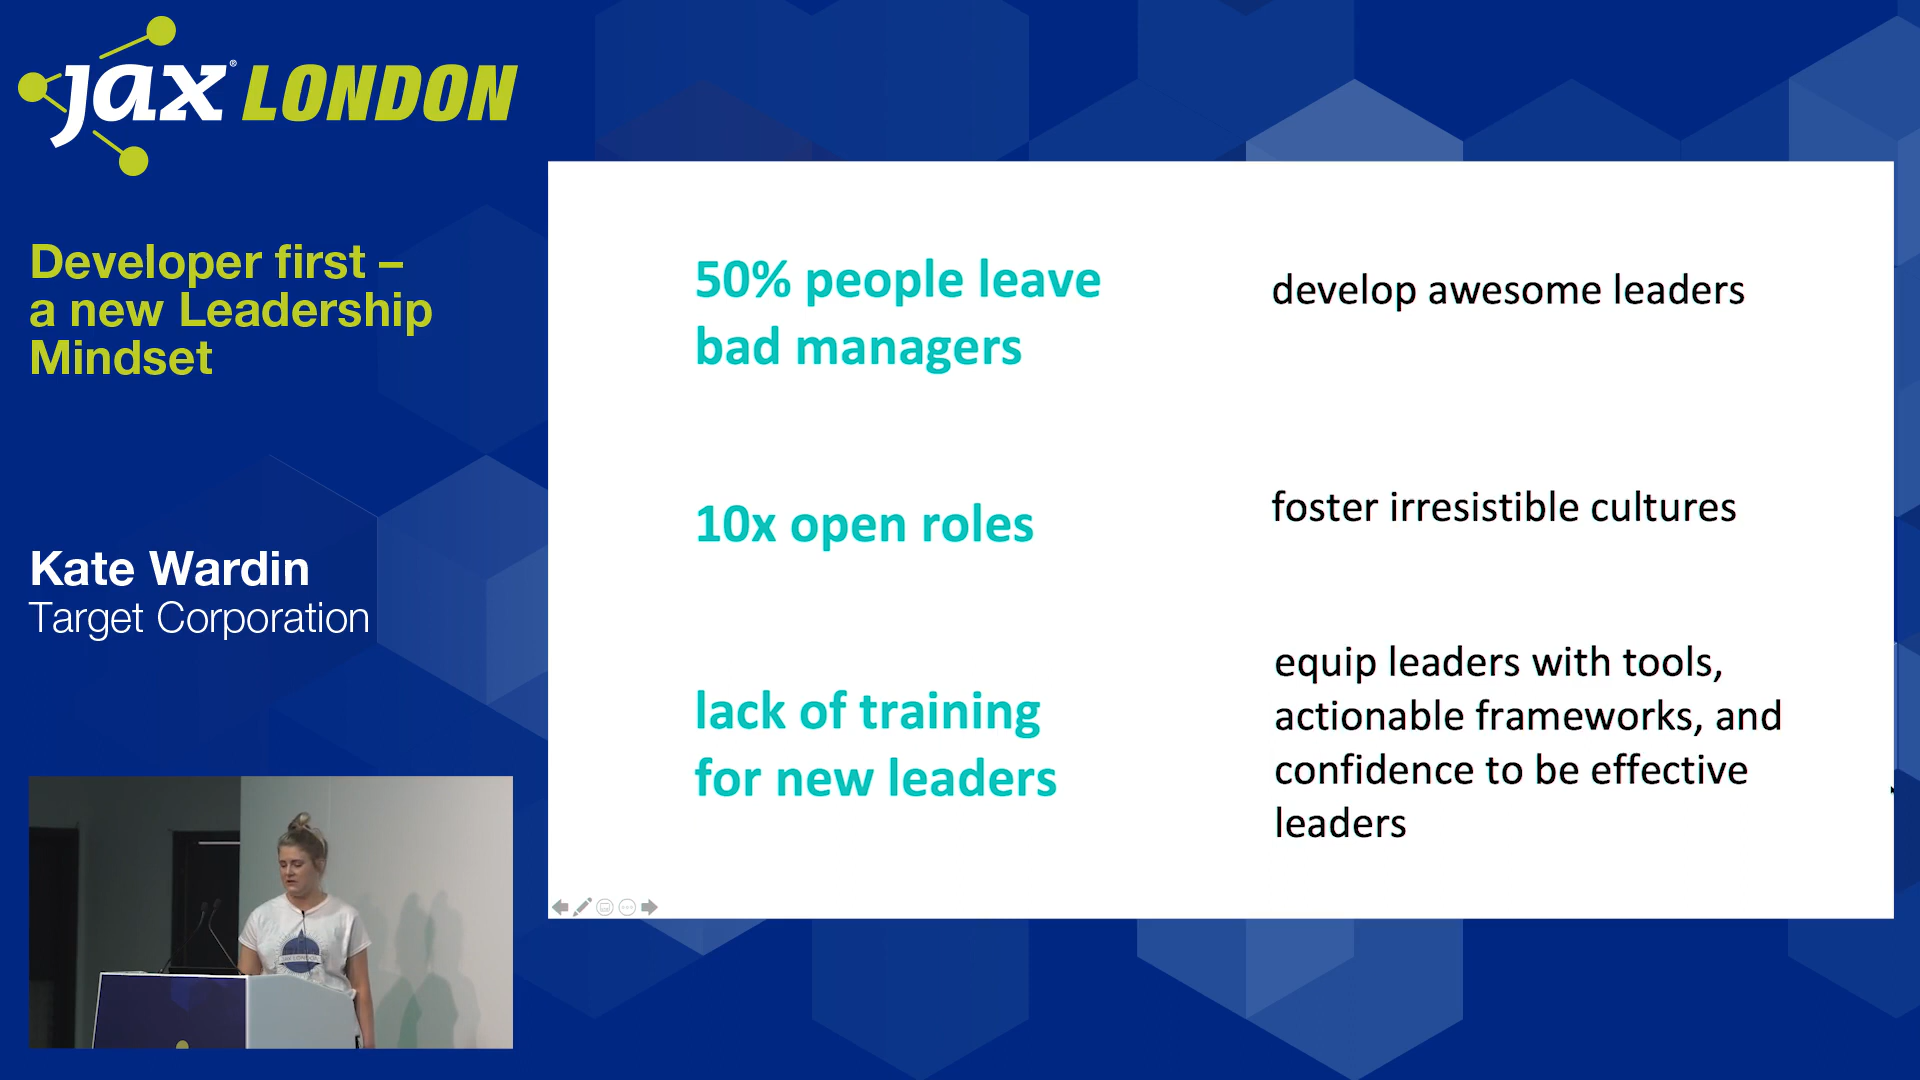 jax® LONDON
Developer first –
a new Leadership
Mindset
Kate Wardin
Target Corporation
50% people leave
bad managers
develop awesome leaders
10x open roles
foster irresistible cultures
lack of training
for new leaders
equip leaders with tools,
actionable frameworks, and
confidence to be effective
leaders